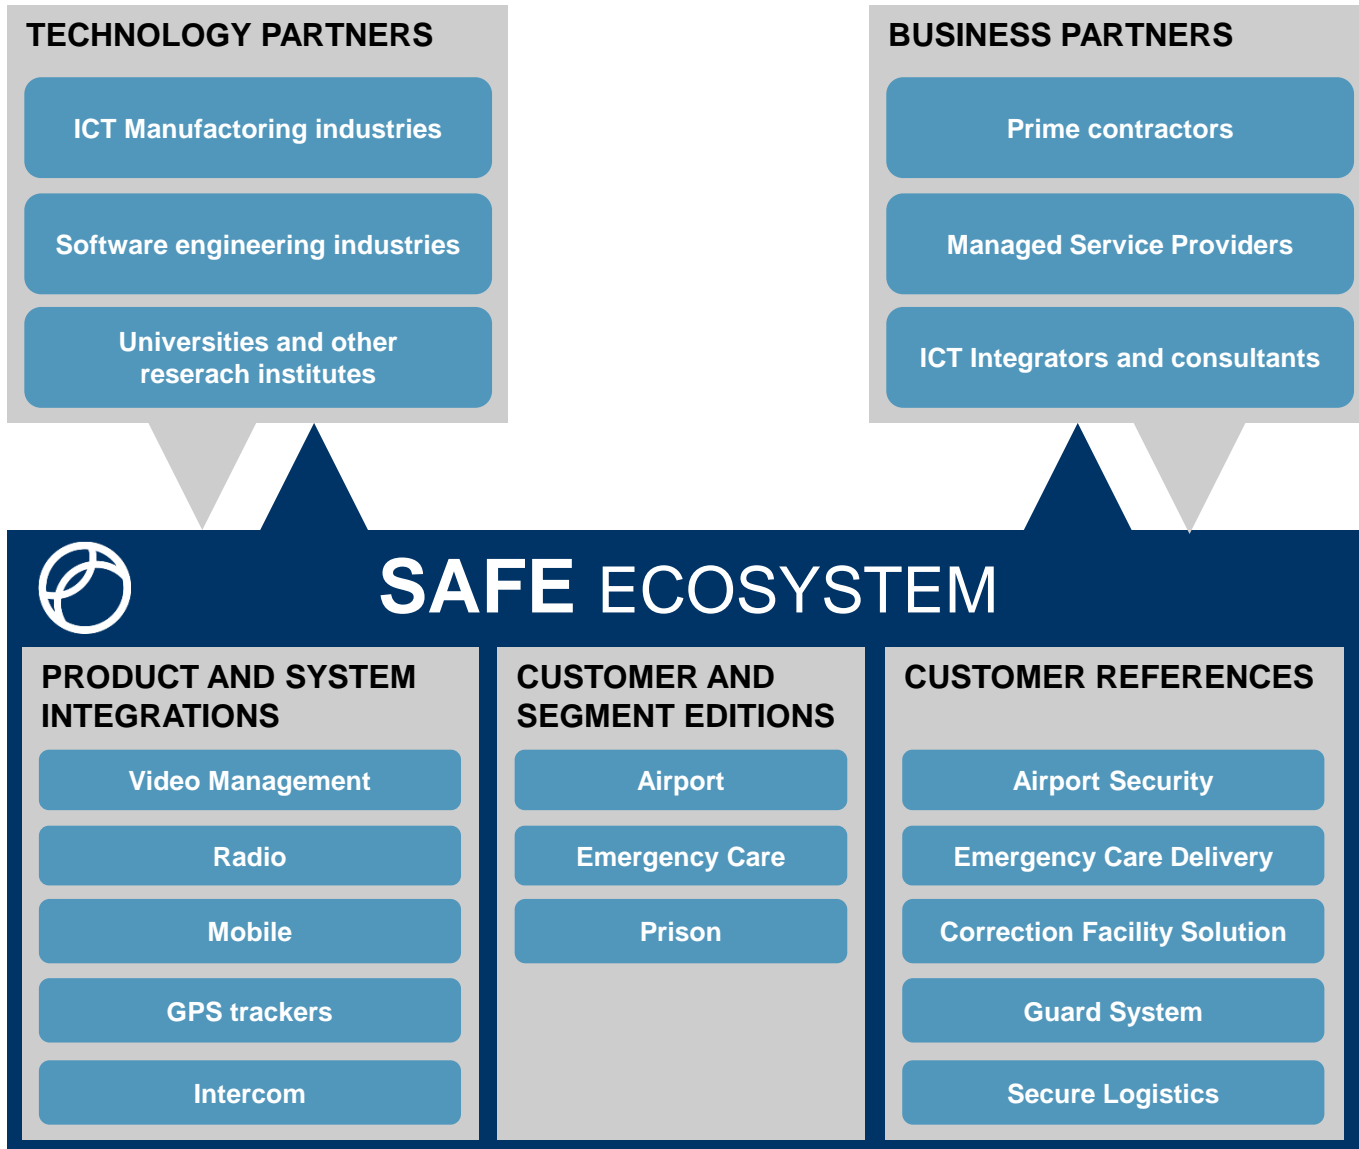 TECHNOLOGY PARTNERS
ICT Manufactoring industries
Software engineering industries
Universities and other
reserach institutes
BUSINESS PARTNERS
Prime contractors
Managed Service Providers
ICT Integrators and consultants
SAFE ECOSYSTEM
PRODUCT AND SYSTEM
INTEGRATIONS
Video Management
Radio
Mobile
GPS trackers
Intercom
CUSTOMER AND
SEGMENT EDITIONS
Airport
Emergency Care
Prison
CUSTOMER REFERENCES
Airport Security
Emergency Care Delivery
Correction Facility Solution
Guard System
Secure Logistics